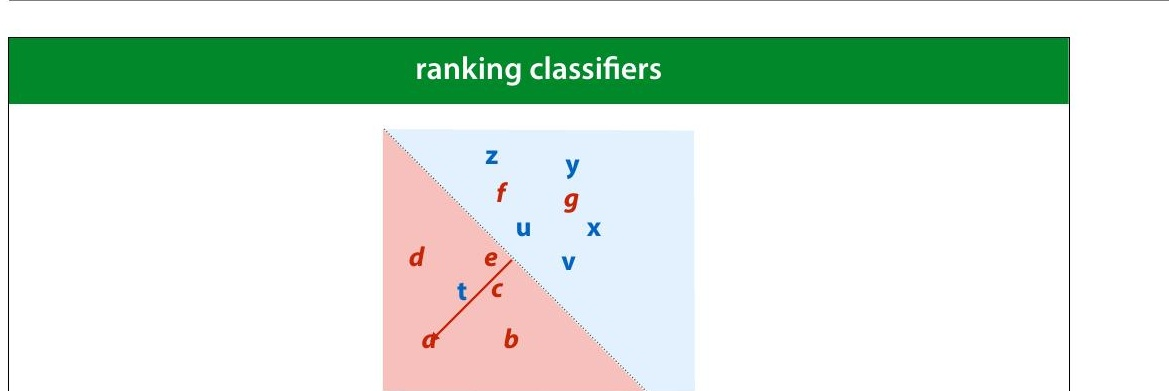 ranking classifiers
z y
f g
u x
d e v
t c
a b